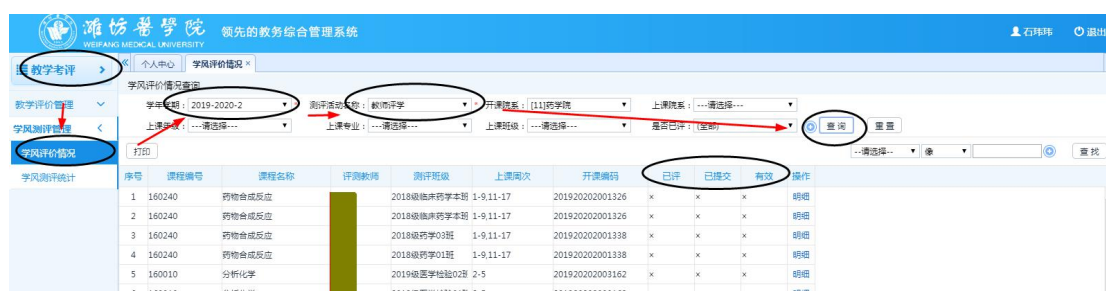 濰坊醫學院 领先的教务综合管理系统 石玮玮 退出
WEIFANG MEDICAL UNIVERSITY
教学考评 > « 个人中心 学风评价情况 ×
学风评价情况查询
教学评价管理 学年学期：2019-2020-2 * 测评活动名称：教师评学 * 开课院系：[11]药学院 上课院系：---请选择---
学风测评管理 上课年级：---请选择--- 上课专业：---请选择--- 上课班级：---请选择--- 是否已评：(全部) 查询 重置
学风评价情况 打印 --请选择-- 像 查找
学风测评统计 序号 课程编号 课程名称 评测教师 测评班级 上课周次 开课编码 已评 已提交 有效 操作
1 160240 药物合成反应 2018级临床药学本班 1-9,11-17 201920202001326 × × × 明细
2 160240 药物合成反应 2018级临床药学本班 1-9,11-17 201920202001326 × × × 明细
3 160240 药物合成反应 2018级药学03班 1-9,11-17 201920202001338 × × × 明细
4 160240 药物合成反应 2018级药学01班 1-9,11-17 201920202001338 × × × 明细
5 160010 分析化学 2019级医学检验02班 2-5 201920202003162 × × × 明细